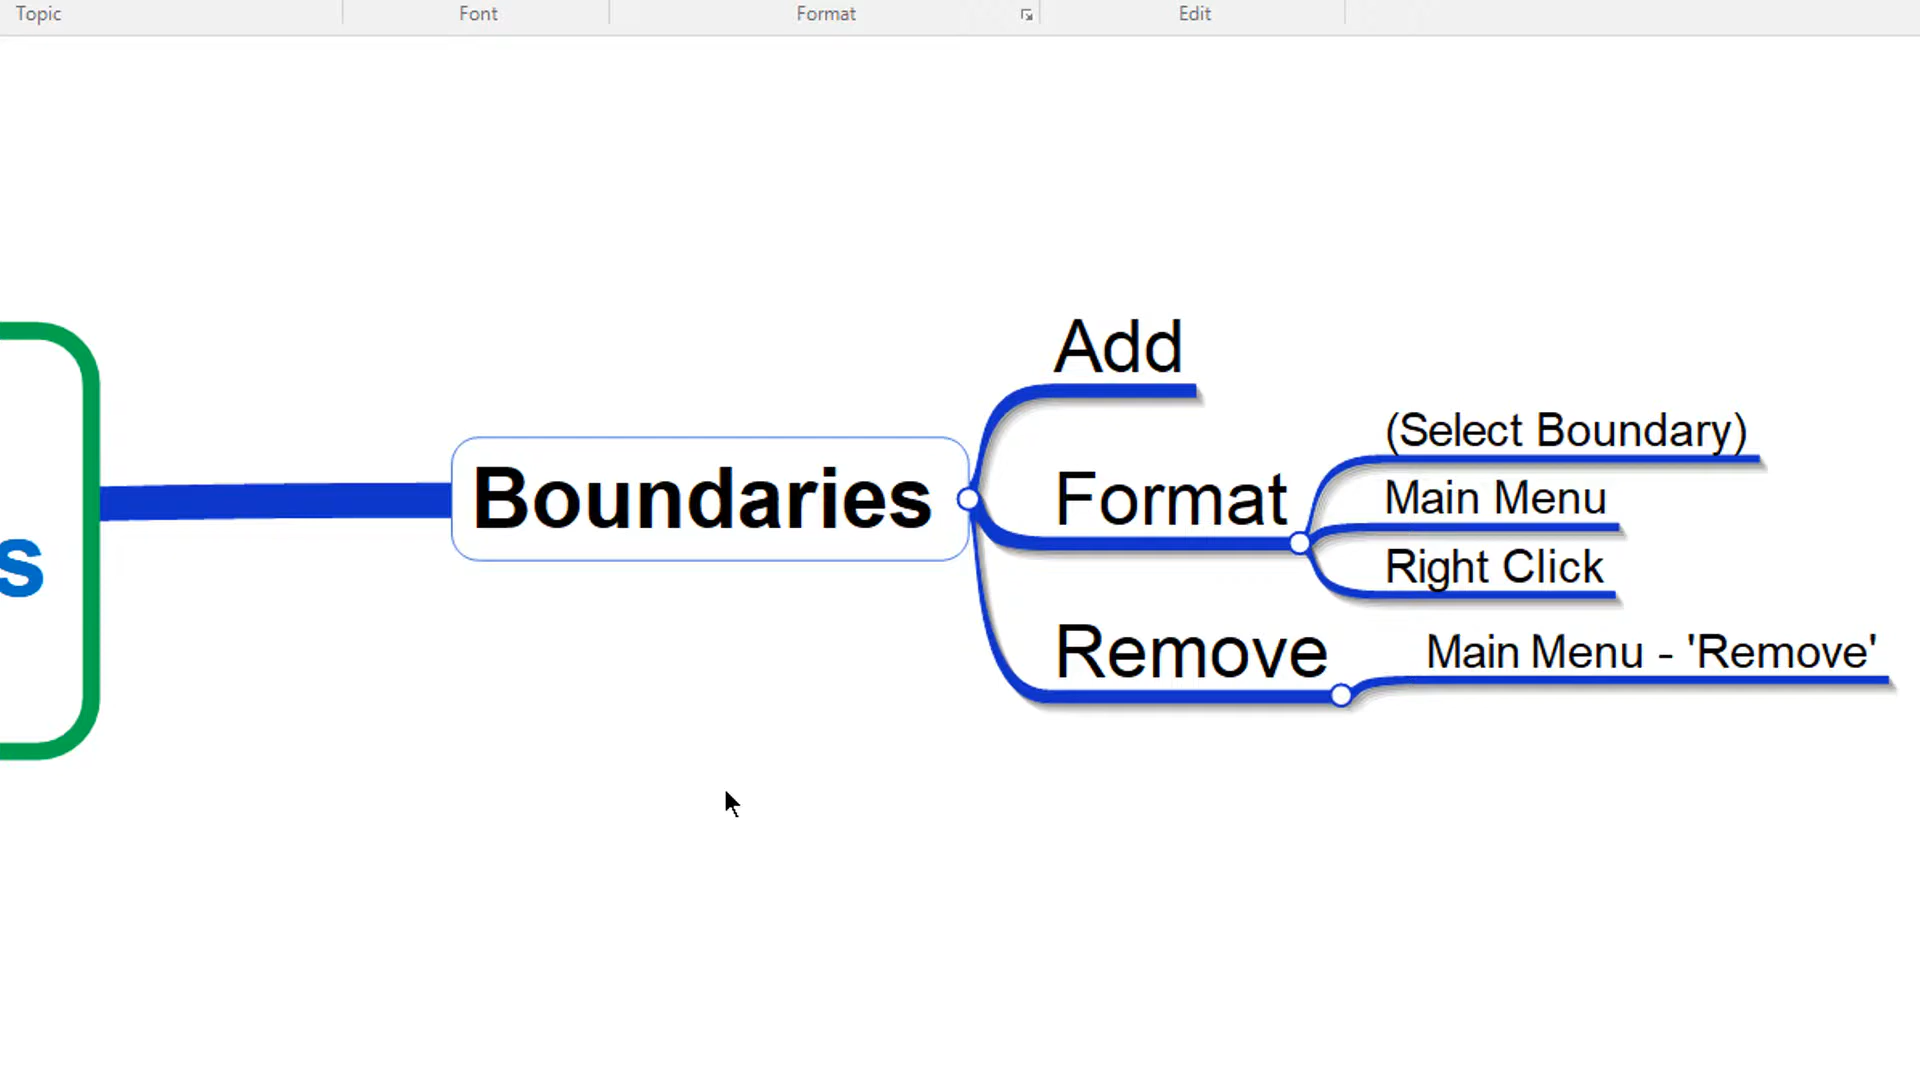 Topic
Font
Format
Edit
s
Boundaries
Add
Format
(Select Boundary)
Main Menu
Right Click
Remove
Main Menu - 'Remove'